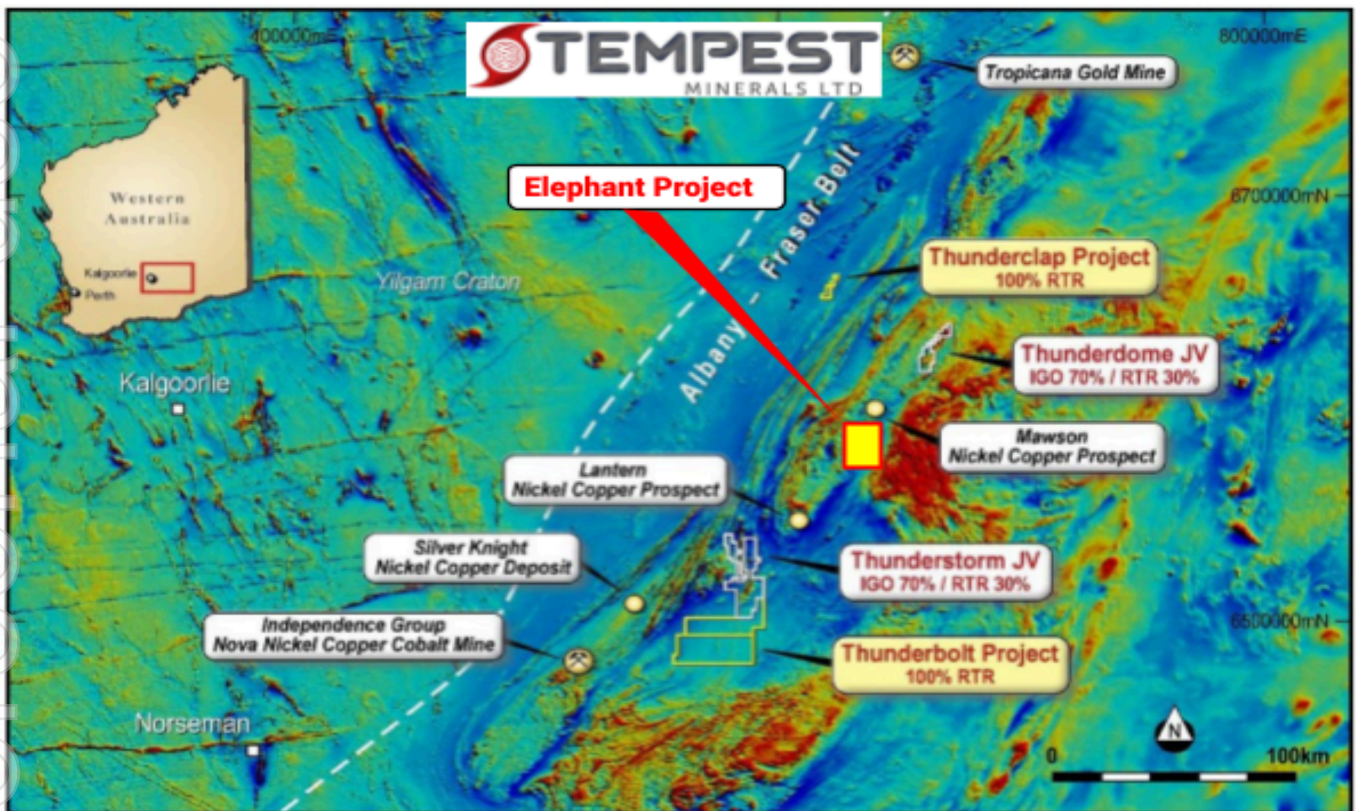 400000mE
800000mE
TEMPEST
MINERALS LTD
Tropicana Gold Mine
Elephant Project
Albany - Fraser Belt
6700000mN
Western
Australia
Kalgoorlie
Perth
Yilgarn Craton
Thunderclap Project
100% RTR
Thunderdome JV
IGO 70% / RTR 30%
Kalgoorlie
Mawson
Nickel Copper Prospect
Lantern
Nickel Copper Prospect
Silver Knight
Nickel Copper Deposit
Thunderstorm JV
IGO 70% / RTR 30%
Independence Group
Nova Nickel Copper Cobalt Mine
6500000mN
Thunderbolt Project
100% RTR
Norseman
N
0
100km